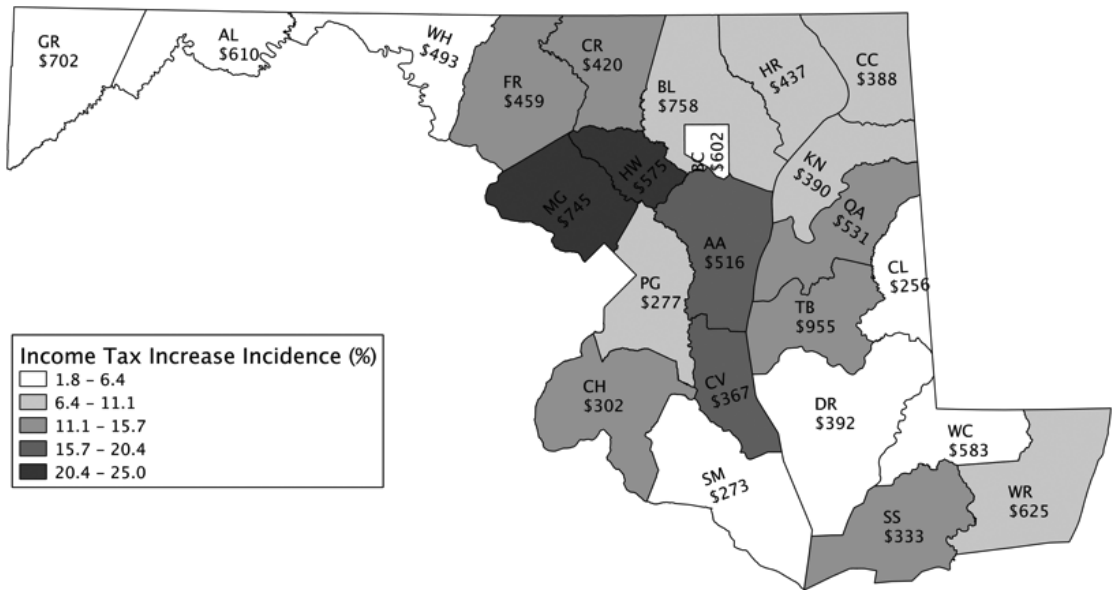 GR
$702
AL
$610
WH
$493
FR
$459
CR
$420
BL
$758
HR
$437
CC
$388
BC
$602
HW
$575
MG
$745
KN
$390
QA
$531
AA
$516
CL
$256
PG
$277
TB
$955
CH
$302
CV
$367
DR
$392
WC
$583
SM
$273
WR
$625
SS
$333
Income Tax Increase Incidence (%)
1.8 – 6.4
6.4 – 11.1
11.1 – 15.7
15.7 – 20.4
20.4 – 25.0